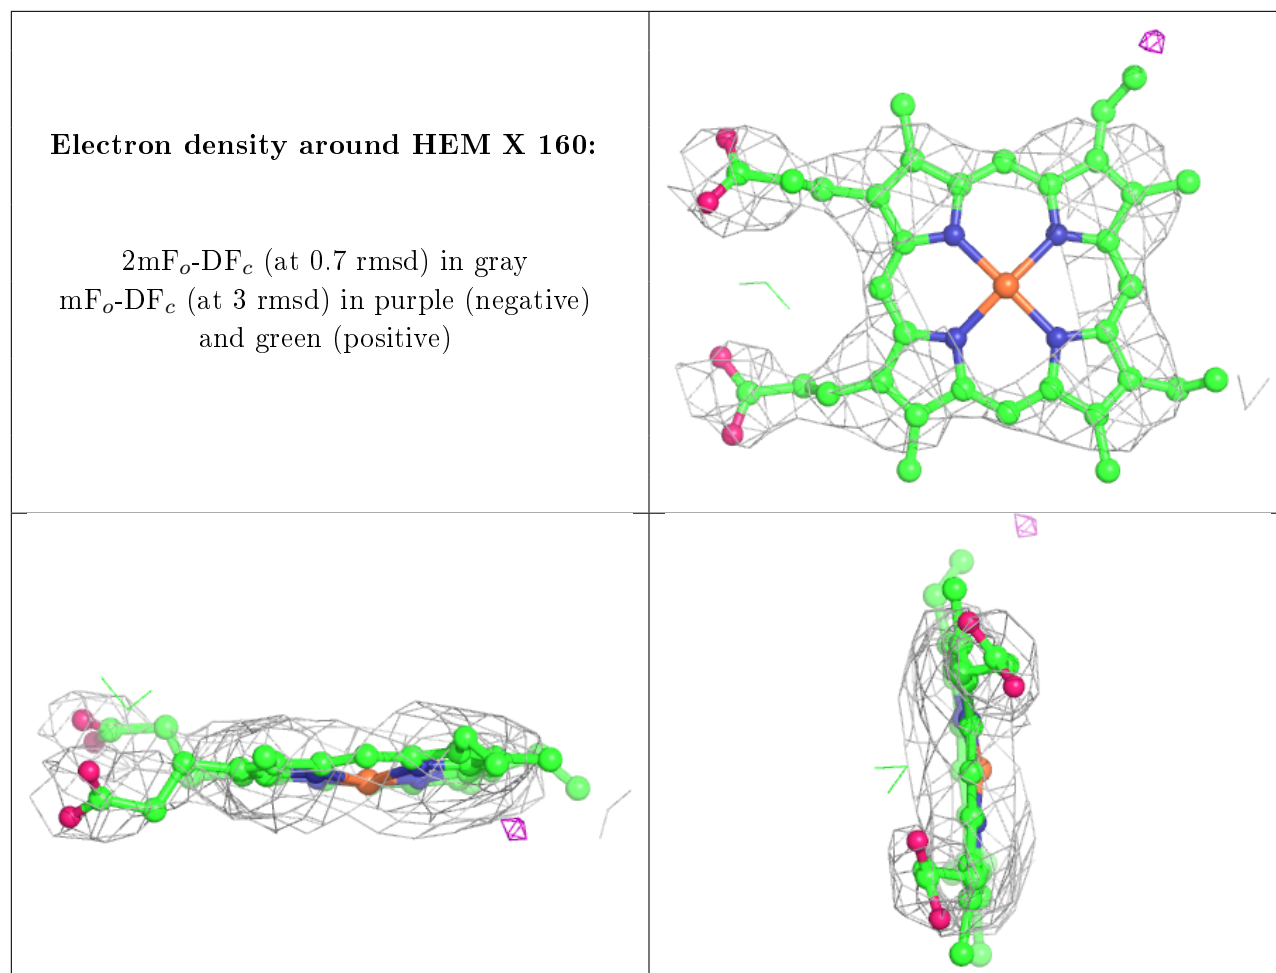 Electron density around HEM X 160:
2mF$_o$-DF$_c$ (at 0.7 rmsd) in gray
mF$_o$-DF$_c$ (at 3 rmsd) in purple (negative)
and green (positive)